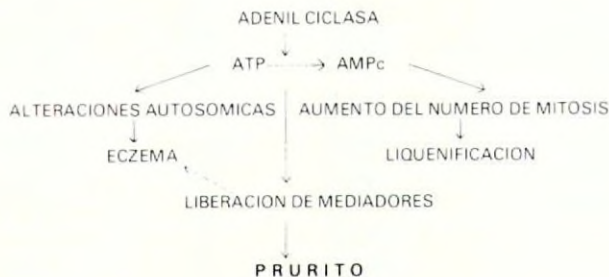 ADENIL CICLASA
ATP AMPc
ALTERACIONES AUTOSOMICAS AUMENTO DEL NUMERO DE MITOSIS
ECZEMA LIQUENIFICACION
LIBERACION DE MEDIADORES
PRURITO